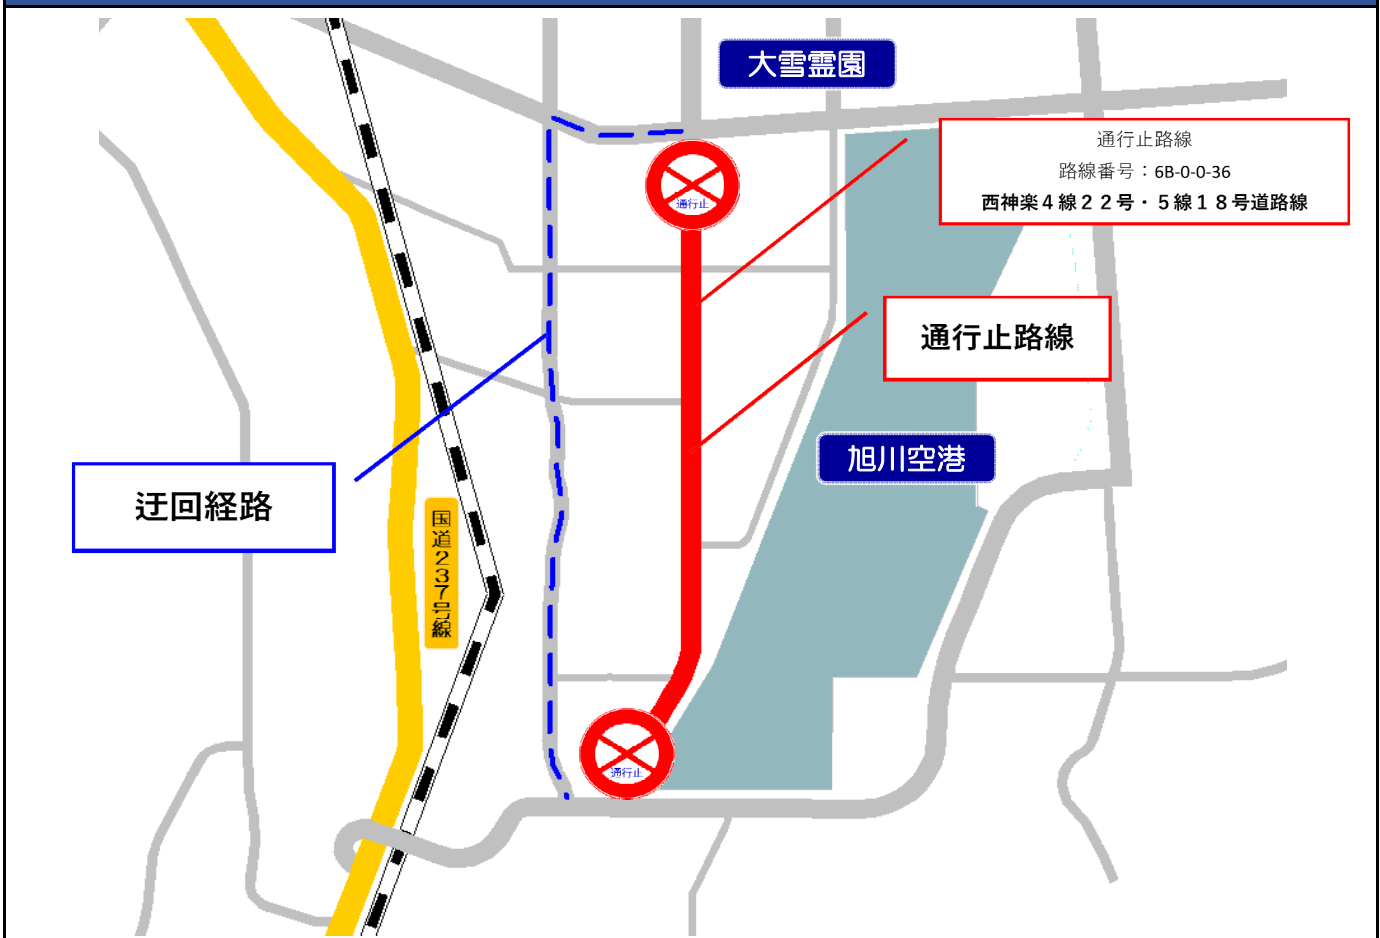 大雪霊園
通行止路線
路線番号：6B-0-0-36
西神楽４線２２号・５線１８号道路線
通行止
通行止路線
旭川空港
迂回経路
国道２３７号線
通行止